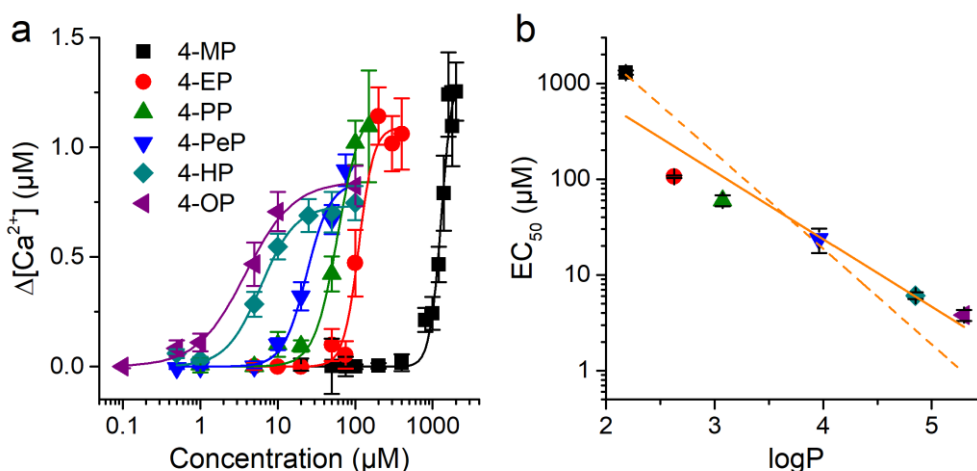 a
1.5
1.0
0.5
0.0
Δ[Ca²⁺] (µM)
4-MP
4-EP
4-PP
4-PeP
4-HP
4-OP
0.1 1 10 100 1000
Concentration (µM)
b
1000
100
10
1
EC₅₀ (µM)
2 3 4 5
logP